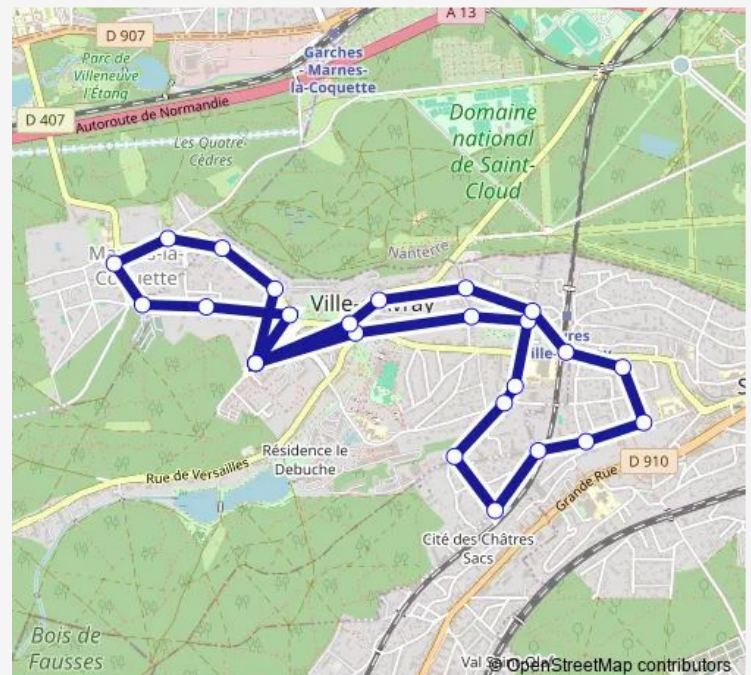 A 13
D 907
Garches
- Marnes-
la-Coquette
Parc de
Villeneuve
l'Étang
D 407
Autoroute de Normandie
Les Quatre-
Cèdres
Domaine
national
de Saint-
Cloud
Nanterre
Ville-
Résidence le
Debuche
Rue de Versailles
D 910
Grande Rue
Cité des Châtres
Sacs
Bois de
Fausses
Val
© OpenStreetMap contributors